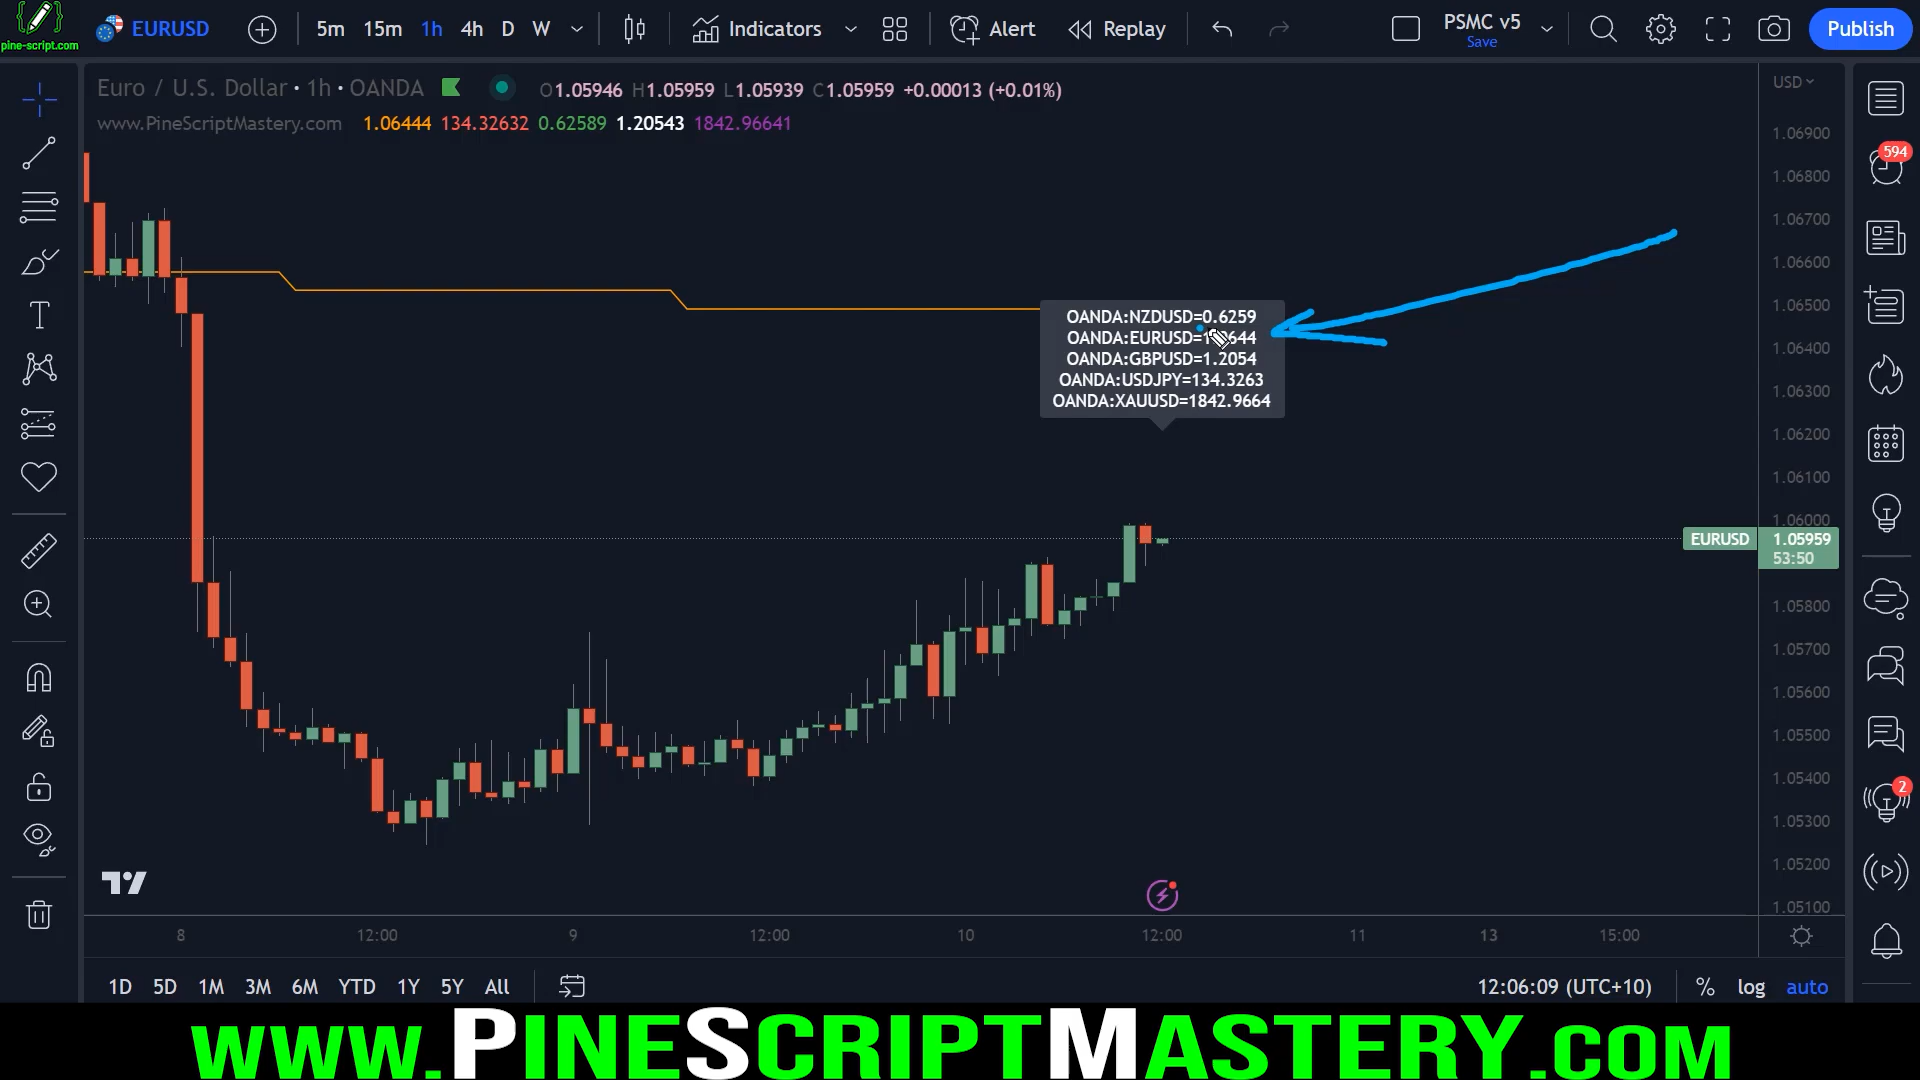 pine-script.com
EURUSD
5m 15m 1h 4h D W
Indicators
Alert
Replay
PSMC v5
Save
Publish
Euro / U.S. Dollar • 1h • OANDA
O1.05946 H1.05959 L1.05939 C1.05959 +0.00013 (+0.01%)
www.PineScriptMastery.com 1.06444 134.32632 0.62589 1.20543 1842.96641
USD
594
1.06900
1.06800
1.06700
1.06600
1.06500
1.06400
1.06300
1.06200
1.06100
1.06000
EURUSD
1.05959
53:50
1.05800
1.05700
1.05600
1.05500
1.05400
1.05300
1.05200
1.05100
OANDA:NZDUSD=0.6259
OANDA:EURUSD=
OANDA:GBPUSD=1.2054
OANDA:USDJPY=134.3263
OANDA:XAUUSD=1842.9664
2
8 12:00 9 12:00 10 12:00 11 13 15:00
1D 5D 1M 3M 6M YTD 1Y 5Y All
12:06:09 (UTC+10)
% log auto
www.PineScriptMastery.com